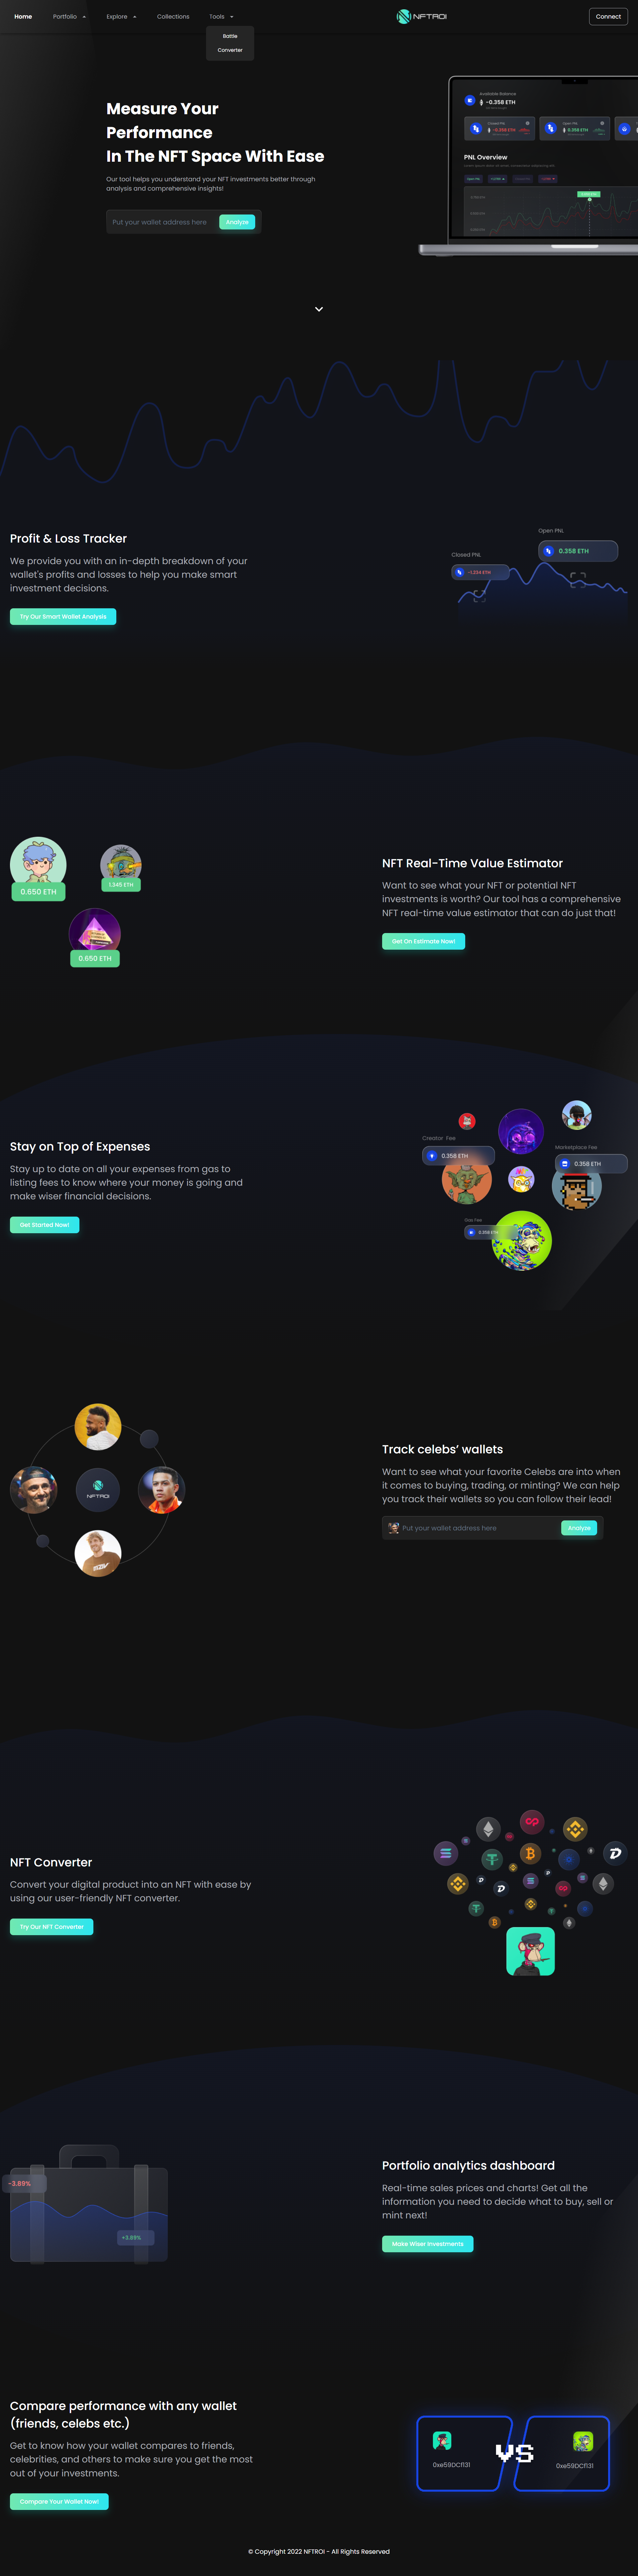 Home
Portfolio
Explore
Collections
Tools
NFTROI
Connect
Battle
Converter
Measure Your
Performance
In The NFT Space With Ease
Our tool helps you understand your NFT investments better through
analysis and comprehensive insights!
Put your wallet address here
Analyze
Available Balance
-0.358 ETH
Closed PNL
-0.358 ETH
Open PNL
0.358 ETH
PNL Overview
Open PNL
Profit & Loss Tracker
We provide you with an in-depth breakdown of your
wallet's profits and losses to help you make smart
investment decisions.
Try Our Smart Wallet Analysis
Open PNL
0.358 ETH
Closed PNL
-1.234 ETH
0.650 ETH
1.345 ETH
0.650 ETH
NFT Real-Time Value Estimator
Want to see what your NFT or potential NFT
investments is worth? Our tool has a comprehensive
NFT real-time value estimator that can do just that!
Get On Estimate Now!
Stay on Top of Expenses
Stay up to date on all your expenses from gas to
listing fees to know where your money is going and
make wiser financial decisions.
Get Started Now!
Creator Fee
0.358 ETH
Marketplace Fee
0.358 ETH
Gas Fee
0.358 ETH
NFTROI
Track celebs’ wallets
Want to see what your favorite Celebs are into when
it comes to buying, trading, or minting? We can help
you track their wallets so you can follow their lead!
Put your wallet address here
Analyze
NFT Converter
Convert your digital product into an NFT with ease by
using our user-friendly NFT converter.
Try Our NFT Converter
-3.89%
+3.89%
Portfolio analytics dashboard
Real-time sales prices and charts! Get all the
information you need to decide what to buy, sell or
mint next!
Make Wiser Investments
Compare performance with any wallet
(friends, celebs etc.)
Get to know how your wallet compares to friends,
celebrities, and others to make sure you get the most
out of your investments.
Compare Your Wallet Now!
0xe59DCf131
VS
0xe59DCf131
© Copyright 2022 NFTROI - All Rights Reserved